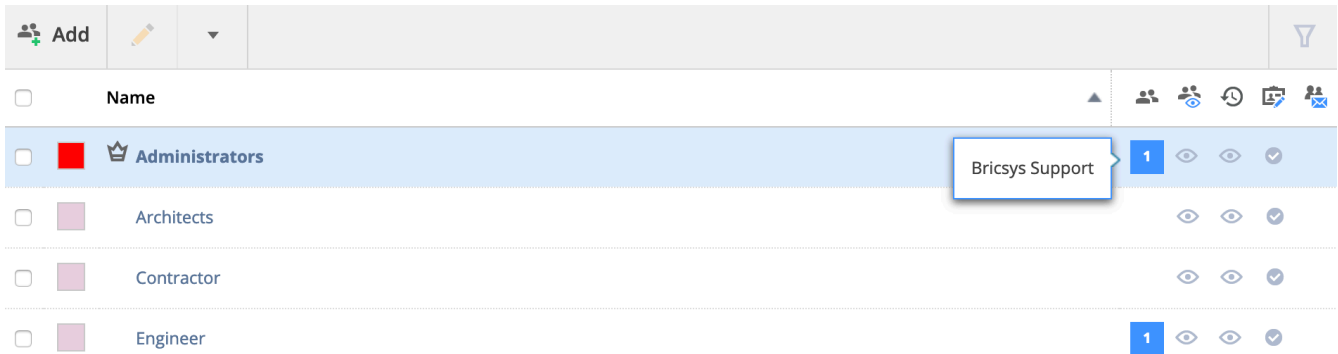 Add
Name
Administrators
Bricsys Support
1
Architects
Contractor
Engineer
1